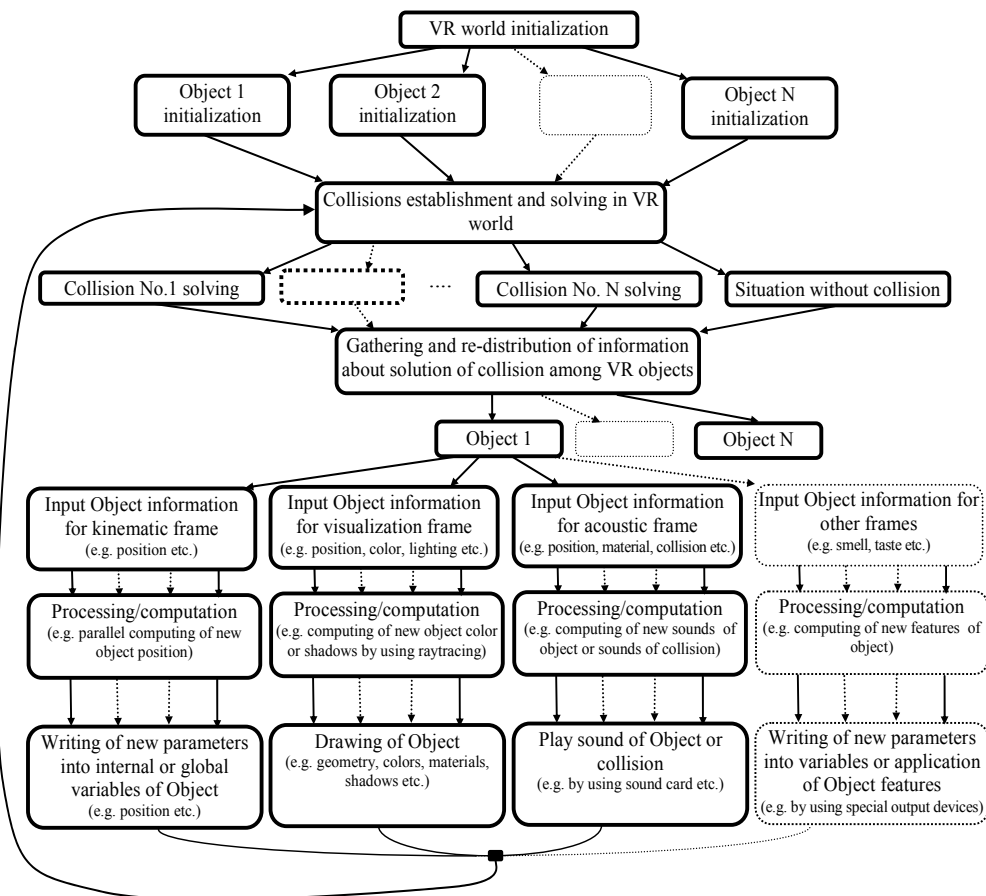 VR world initialization
Object 1
initialization
Object 2
initialization
Object N
initialization
Collisions establishment and solving in VR
world
Collision No.1 solving
....
Collision No. N solving
Situation without collision
Gathering and re-distribution of information
about solution of collision among VR objects
Object 1
Object N
Input Object information
for kinematic frame
(e.g. position etc.)
Input Object information
for visualization frame
(e.g. position, color, lighting etc.)
Input Object information
for acoustic frame
(e.g. position, material, collision etc.)
Input Object information for
other frames
(e.g. smell, taste etc.)
Processing/computation
(e.g. parallel computing of new
object position)
Processing/computation
(e.g. computing of new object color
or shadows by using raytracing)
Processing/computation
(e.g. computing of new sounds of
object or sounds of collision)
Processing/computation
(e.g. computing of new features of
object)
Writing of new parameters
into internal or global
variables of Object
(e.g. position etc.)
Drawing of Object
(e.g. geometry, colors, materials,
shadows etc.)
Play sound of Object or
collision
(e.g. by using sound card etc.)
Writing of new parameters
into variables or application
of Object features
(e.g. by using special output devices)